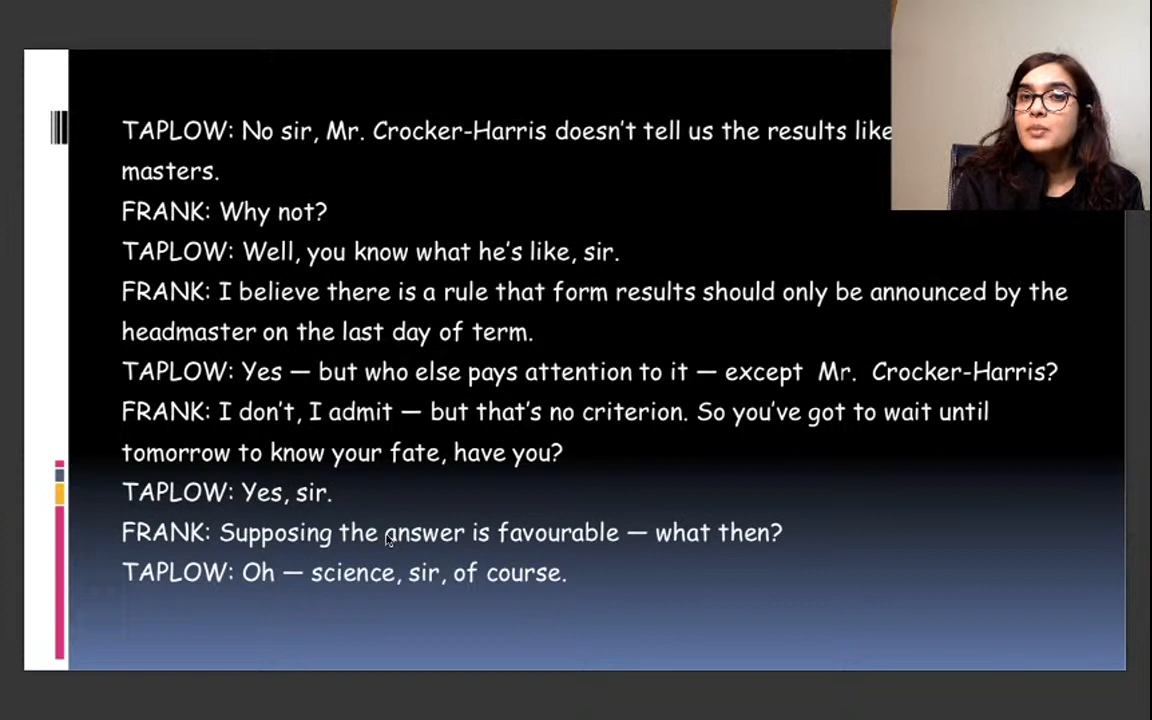 TAPLOW: No sir, Mr. Crocker-Harris doesn't tell us the results like
masters.
FRANK: Why not?
TAPLOW: Well, you know what he's like, sir.
FRANK: I believe there is a rule that form results should only be announced by the
headmaster on the last day of term.
TAPLOW: Yes — but who else pays attention to it — except Mr. Crocker-Harris?
FRANK: I don't, I admit — but that's no criterion. So you've got to wait until
tomorrow to know your fate, have you?
TAPLOW: Yes, sir.
FRANK: Supposing the answer is favourable — what then?
TAPLOW: Oh — science, sir, of course.